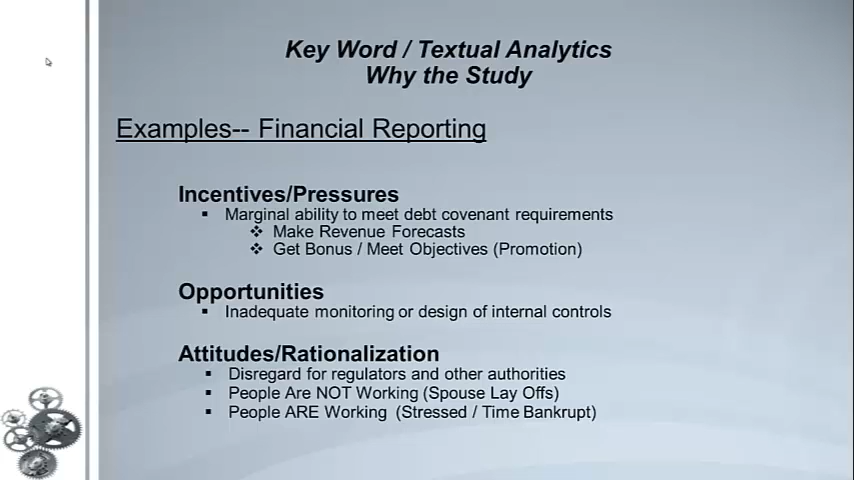 Key Word / Textual Analytics
Why the Study
Examples-- Financial Reporting
Incentives/Pressures
▪ Marginal ability to meet debt covenant requirements
❖ Make Revenue Forecasts
❖ Get Bonus / Meet Objectives (Promotion)
Opportunities
▪ Inadequate monitoring or design of internal controls
Attitudes/Rationalization
▪ Disregard for regulators and other authorities
▪ People Are NOT Working (Spouse Lay Offs)
▪ People ARE Working (Stressed / Time Bankrupt)